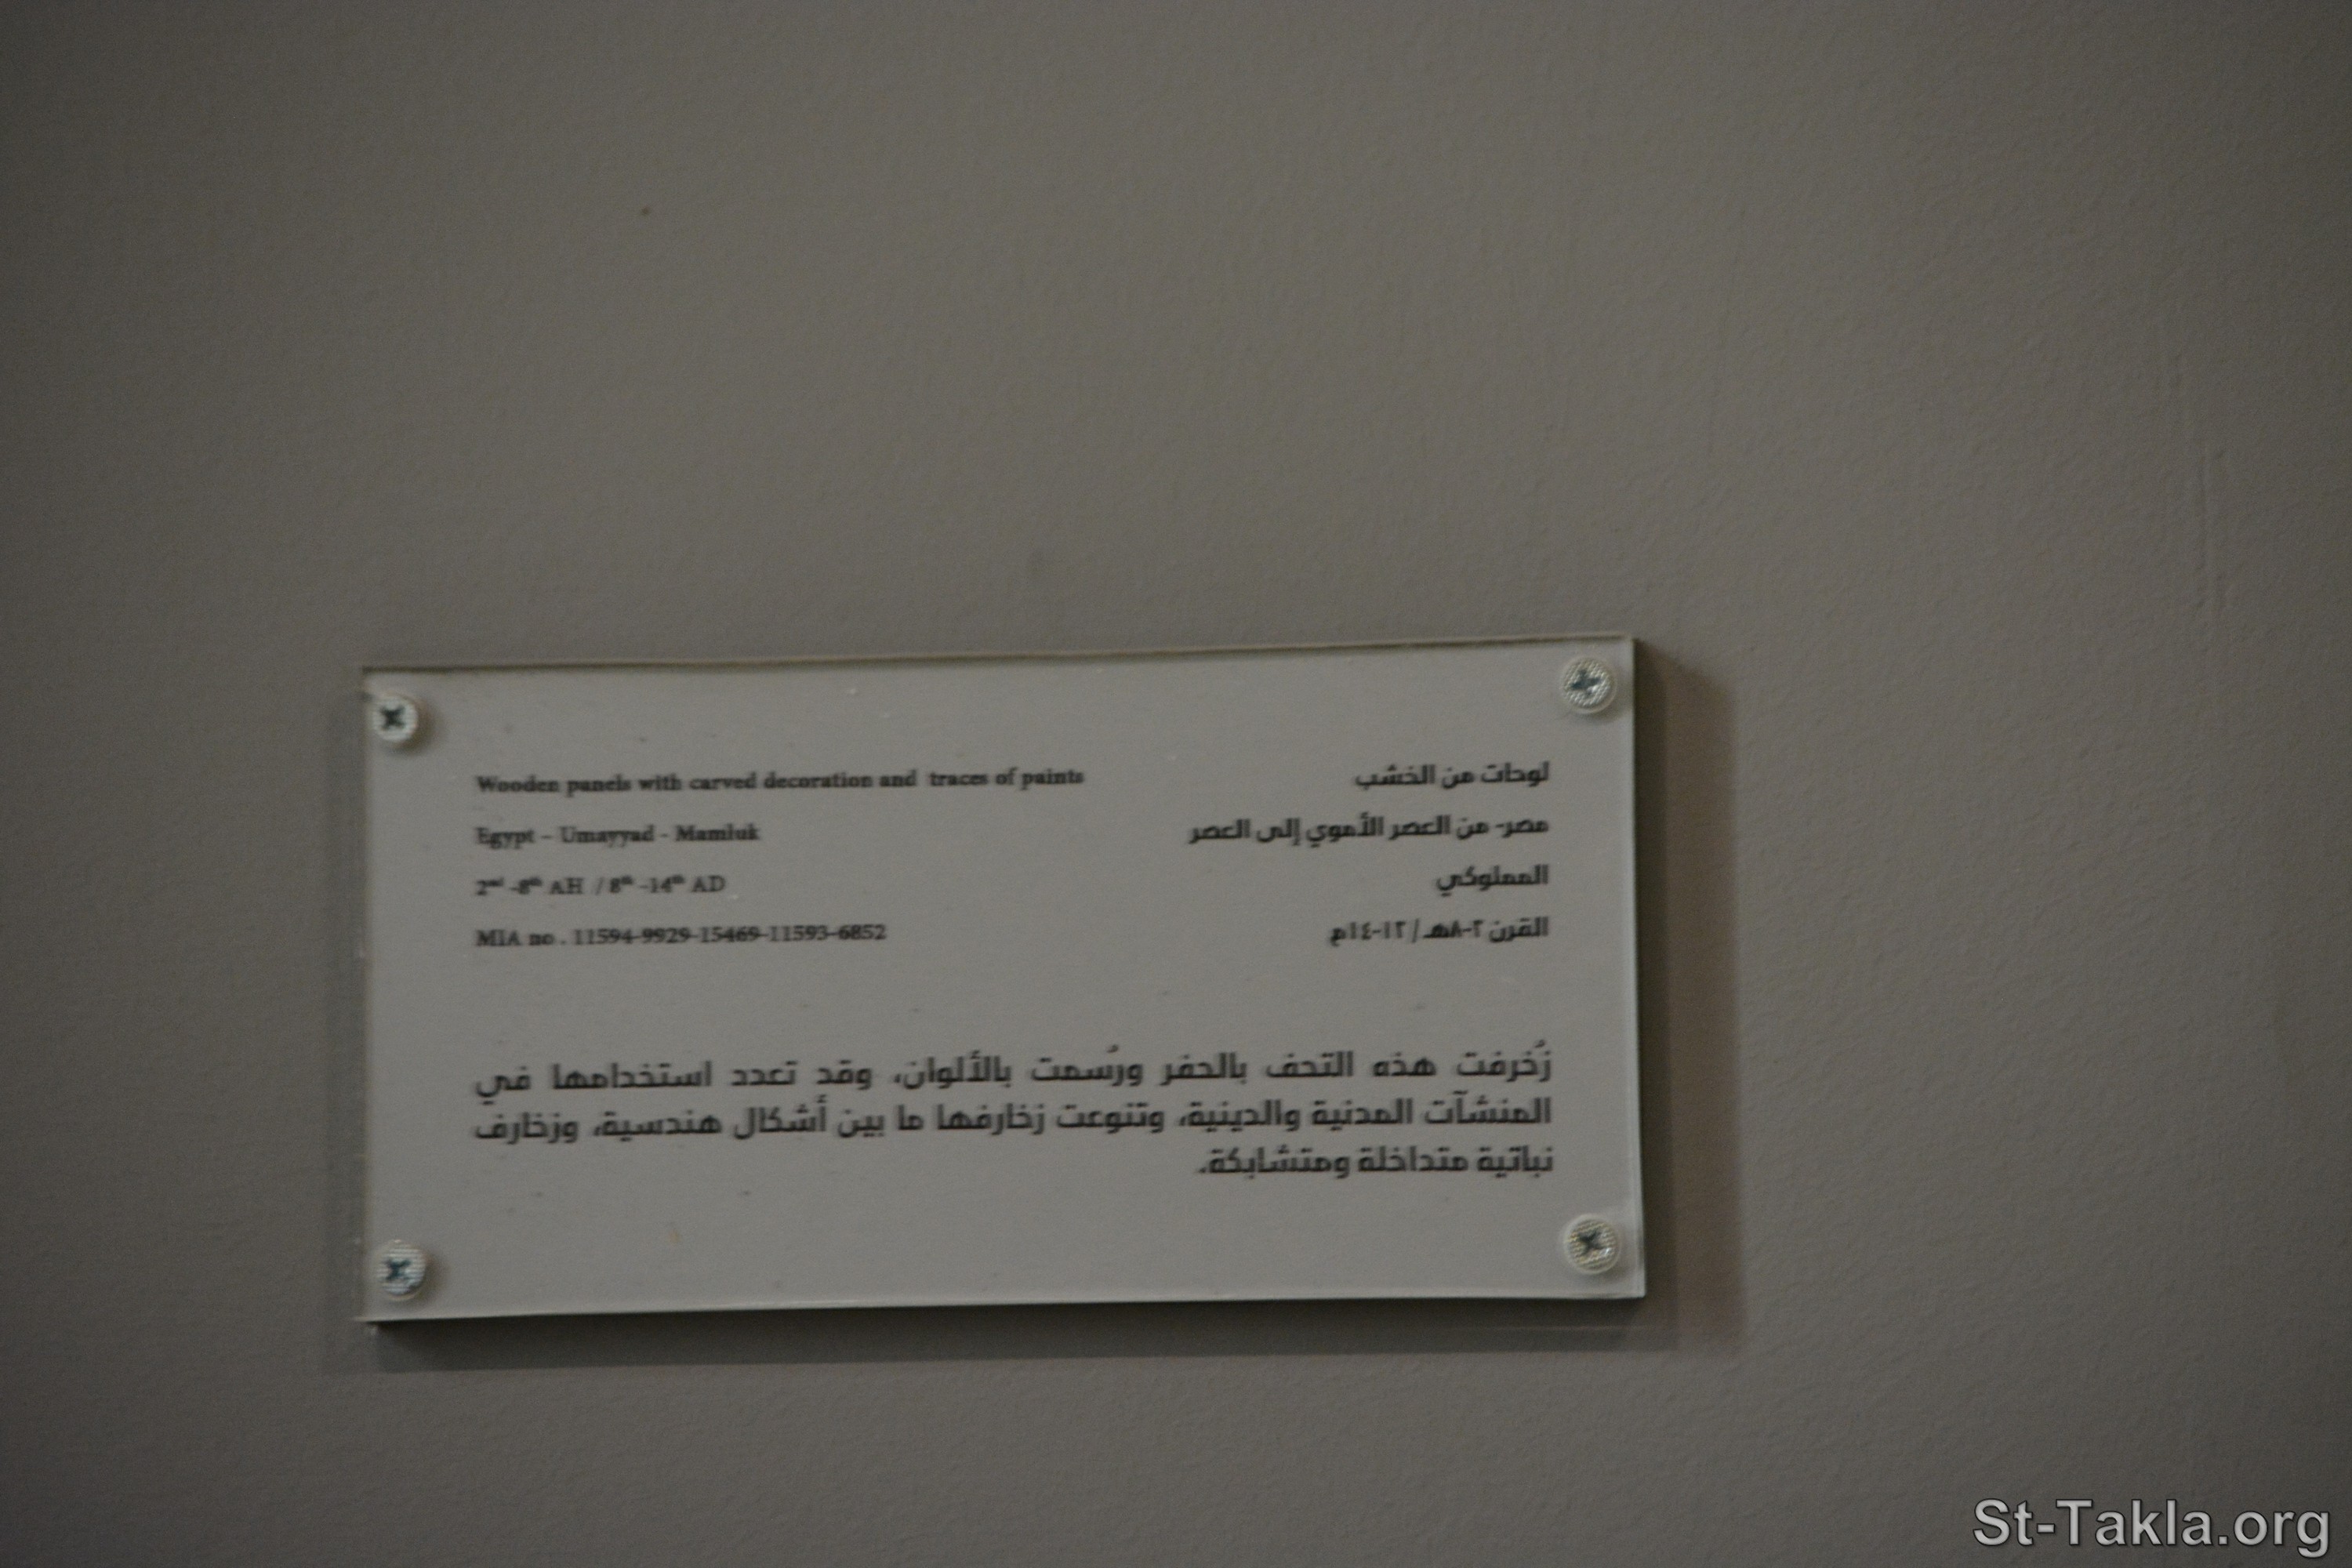 Wooden panels with carved decoration and traces of paints
Egypt – Umayyad - Mamluk
2nd -8th AH / 8th -14th AD
MIA no . 11594-9929-15469-11593-6852
لوحات من الخشب
مصر- من العصر الأموي إلى العصر
المملوكي
القرن ٢-٨هـ / ١٢-١٤م
زُخرفت هذه التحف بالحفر ورُسمت بالألوان، وقد تعدد استخدامها في
المنشآت المدنية والدينية، وتنوعت زخارفها ما بين أشكال هندسية، وزخارف
نباتية متداخلة ومتشابكة.
St-Takla.org